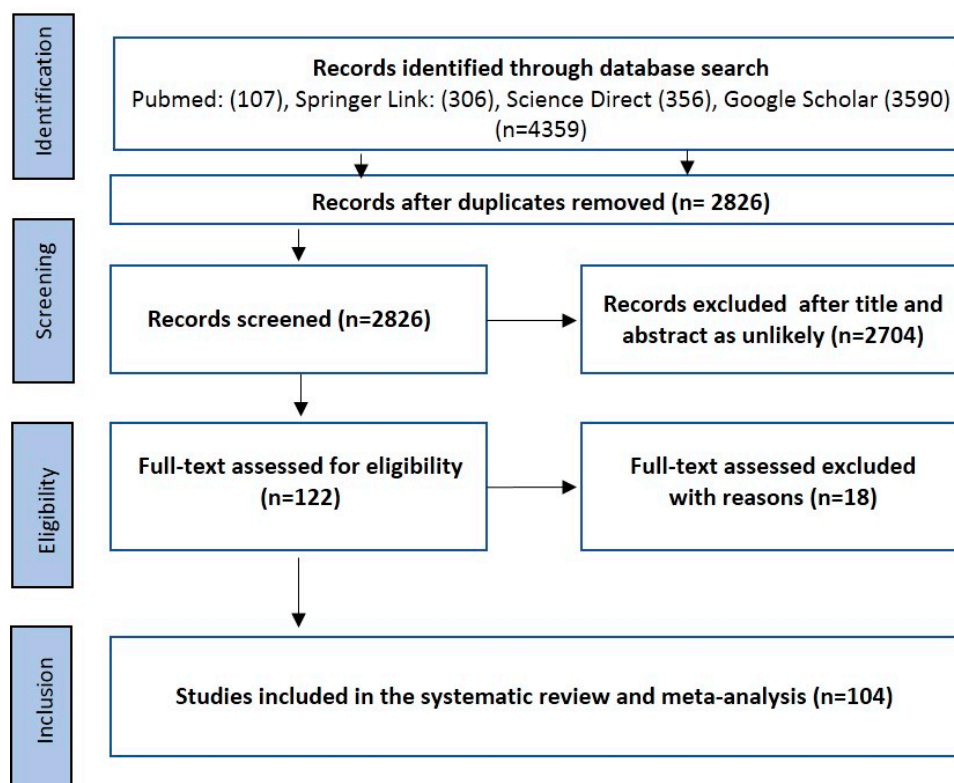 Identification
Records identified through database search
Pubmed: (107), Springer Link: (306), Science Direct (356), Google Scholar (3590)
(n=4359)
Records after duplicates removed (n= 2826)
Screening
Records screened (n=2826)
Records excluded  after title and
abstract as unlikely (n=2704)
Eligibility
Full-text assessed for eligibility
(n=122)
Full-text assessed excluded
with reasons (n=18)
Inclusion
Studies included in the systematic review and meta-analysis (n=104)